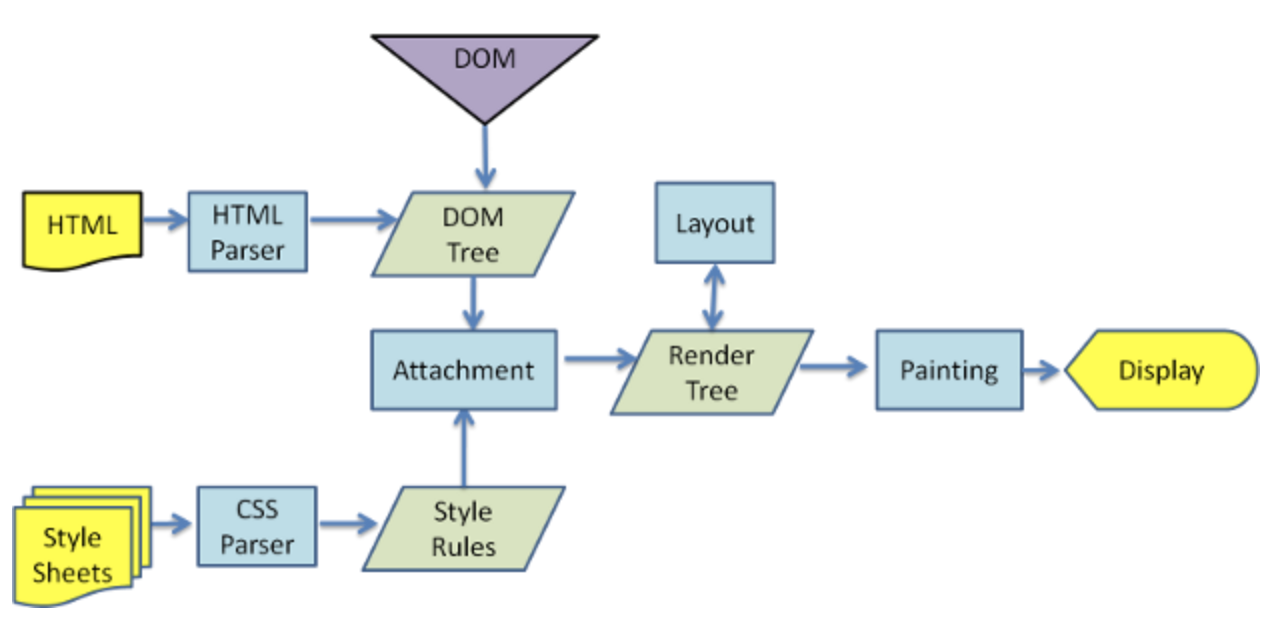 DOM
HTML
HTML
Parser
DOM
Tree
Layout
Attachment
Render
Tree
Painting
Display
Style
Sheets
CSS
Parser
Style
Rules